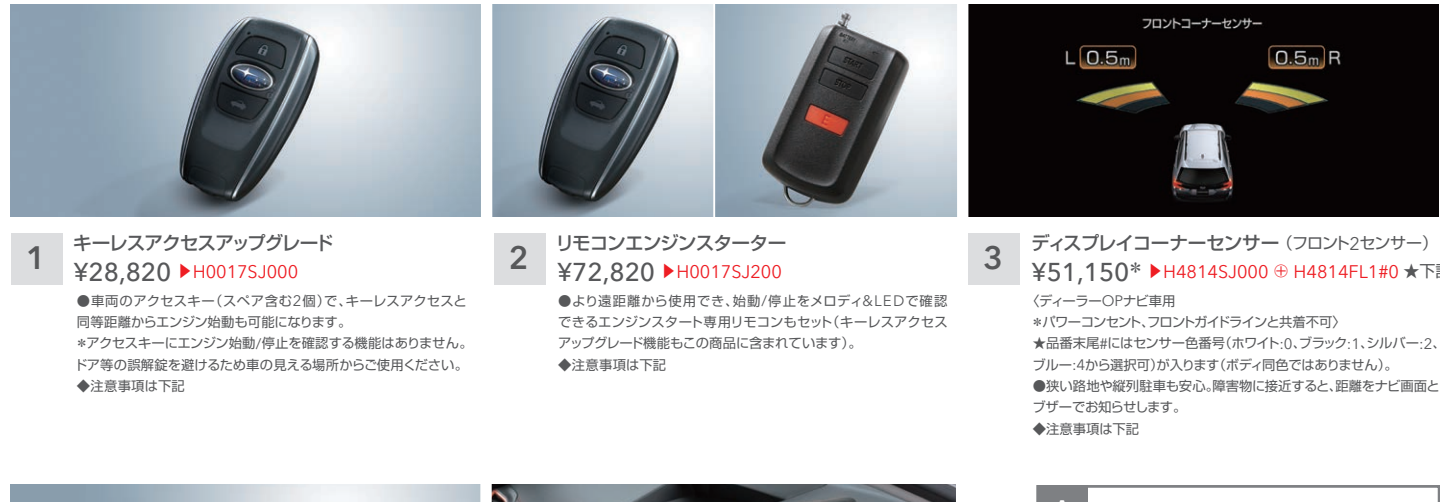 フロントコーナーセンサー
L 0.5m 0.5m R
START
STOP
E
1
キーレスアクセスアップグレード
¥28,820 ▶H0017SJ000
●車両のアクセスキー(スペア含む2個)で、キーレスアクセスと
同等距離からエンジン始動も可能になります。
*アクセスキーにエンジン始動/停止を確認する機能はありません。
ドア等の誤解錠を避けるため車の見える場所からご使用ください。
◆注意事項は下記
2
リモコンエンジンスターター
¥72,820 ▶H0017SJ200
●より遠距離から使用でき、始動/停止をメロディ&LEDで確認
できるエンジンスタート専用リモコンもセット(キーレスアクセス
アップグレード機能もこの商品に含まれています)。
◆注意事項は下記
3
ディスプレイコーナーセンサー(フロント2センサー)
¥51,150* ▶H4814SJ000 ⊕ H4814FL1#0 ★下記
〈ディーラーOPナビ車用
*パワーコンセント、フロントガイドラインと共着不可〉
★品番末尾#にはセンサー色番号(ホワイト:0、ブラック:1、シルバー:2、
ブルー:4から選択可)が入ります(ボディ同色ではありません)。
●狭い路地や縦列駐車も安心。障害物に接近すると、距離をナビ画面と
ブザーでお知らせします。
◆注意事項は下記